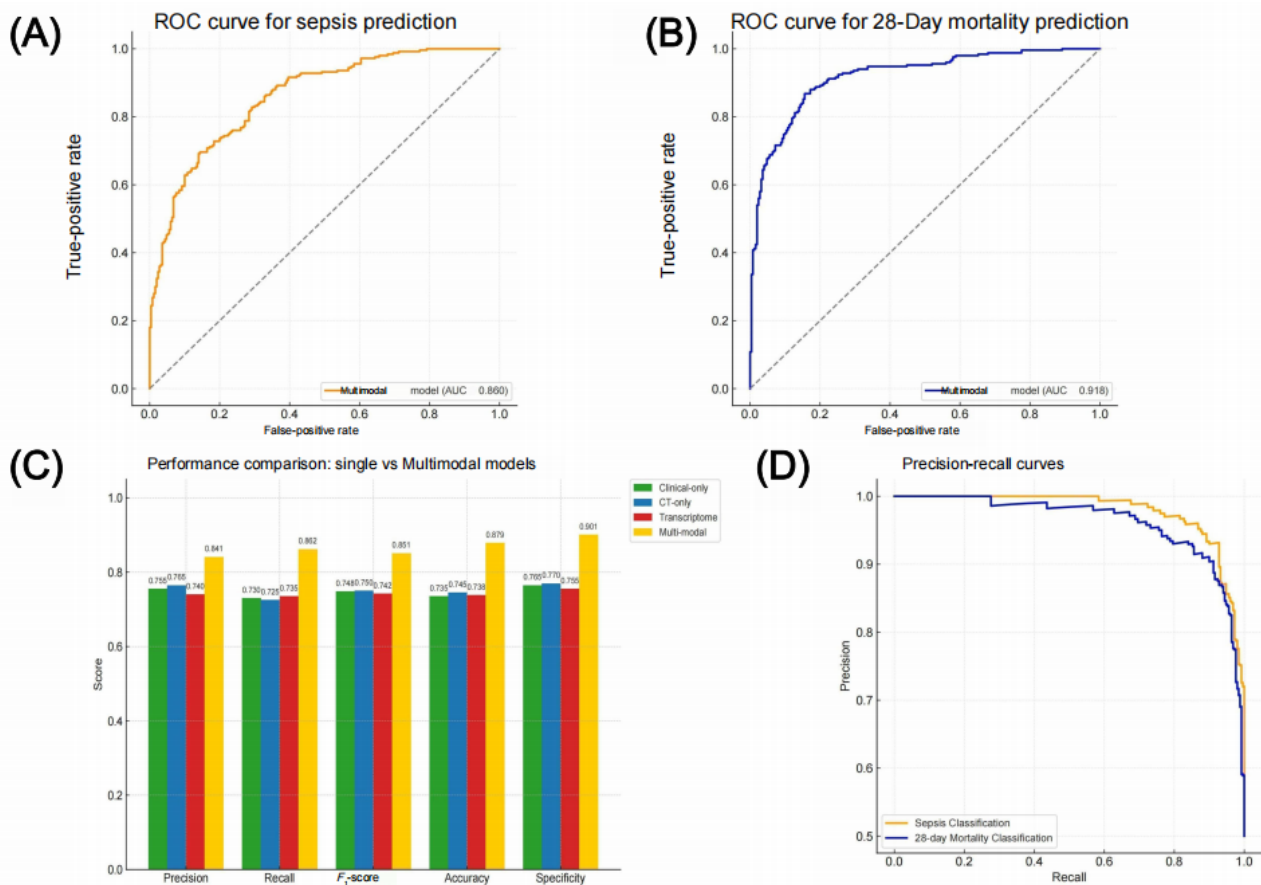 (A)
ROC curve for sepsis prediction
1.0
0.8
0.6
0.4
0.2
0.0
True-positive rate
0.0 0.2 0.4 0.6 0.8 1.0
False-positive rate
Multimodal model (AUC 0.860)
(B)
ROC curve for 28-Day mortality prediction
1.0
0.8
0.6
0.4
0.2
0.0
True-positive rate
0.0 0.2 0.4 0.6 0.8 1.0
False-positive rate
Multimodal model (AUC 0.918)
(C)
Performance comparison: single vs Multimodal models
Clinical-only
CT-only
Transcriptome
Multi-modal
1.0
0.8
0.6
0.4
0.2
0.0
Score
0.755 0.765 0.740 0.841
0.730 0.725 0.735 0.862
0.748 0.750 0.742 0.851
0.735 0.745 0.738 0.879
0.765 0.770 0.755 0.901
Precision Recall F1-score Accuracy Specificity
(D)
Precision-recall curves
1.0
0.9
0.8
0.7
0.6
0.5
Precision
Sepsis Classification
28-day Mortality Classification
0.0 0.2 0.4 0.6 0.8 1.0
Recall